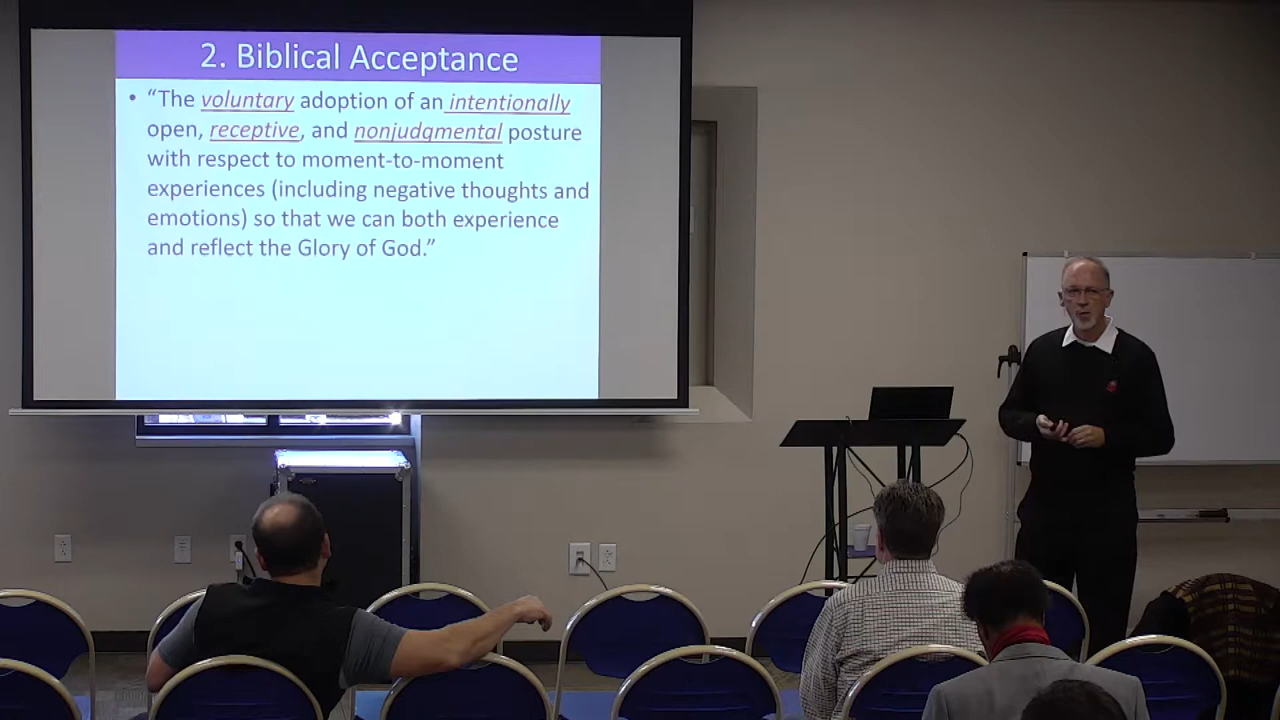 2. Biblical Acceptance
• “The voluntary adoption of an intentionally
open, receptive, and nonjudgmental posture
with respect to moment-to-moment
experiences (including negative thoughts and
emotions) so that we can both experience
and reflect the Glory of God.”